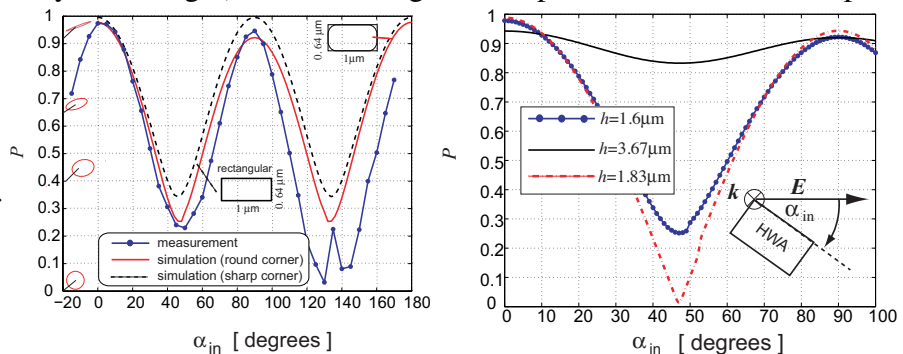 1
0.9
0.8
0.7
0.6
0.5
0.4
0.3
0.2
0.1
0
P
−20
0
20
40
60
80
100
120
140
160
180
α in [ degrees ]
0. 64 μm
1μm
rectangular
0. 64 μm
1 μm
measurement
simulation (round corner)
simulation (sharp corner)
1
0.9
0.8
0.7
0.6
0.5
0.4
0.3
0.2
0.1
0
P
0
10
20
30
40
50
60
70
80
90
100
α in [ degrees ]
h=1.6μm
h=3.67μm
h=1.83μm
k
E
α in
HWA